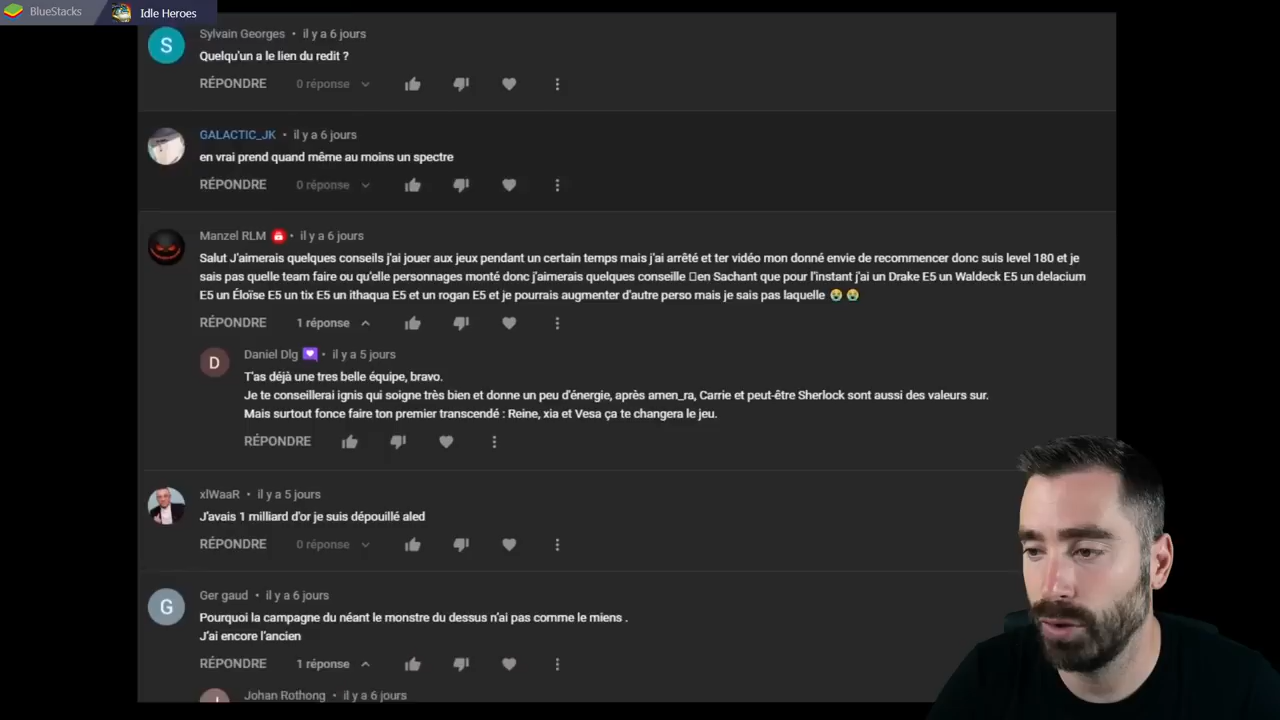 BlueStacks
Idle Heroes
Sylvain Georges • il y a 6 jours
Quelqu'un a le lien du redit ?
RÉPONDRE 0 réponse
GALACTIC_JK • il y a 6 jours
en vrai prend quand même au moins un spectre
RÉPONDRE 0 réponse
Manzel RLM • il y a 6 jours
Salut J'aimerais quelques conseils j'ai jouer aux jeux pendant un certain temps mais j'ai arrêté et ter vidéo mon donné envie de recommencer donc suis level 180 et je
sais pas quelle team faire ou qu'elle personnages monté donc j'aimerais quelques conseille en Sachant que pour l'instant j'ai un Drake E5 un Waldeck E5 un delacium
E5 un Éloïse E5 un tix E5 un ithaqua E5 et un rogan E5 et je pourrais augmenter d'autre perso mais je sais pas laquelle 😭 😭
RÉPONDRE 1 réponse
D
Daniel Dlg • il y a 5 jours
T'as déjà une tres belle équipe, bravo.
Je te conseillerai ignis qui soigne très bien et donne un peu d'énergie, après amen_ra, Carrie et peut-être Sherlock sont aussi des valeurs sur.
Mais surtout fonce faire ton premier transcendé : Reine, xia et Vesa ça te changera le jeu.
RÉPONDRE
xlWaaR • il y a 5 jours
J'avais 1 milliard d'or je suis dépouillé aled
RÉPONDRE 0 réponse
G
Ger gaud • il y a 6 jours
Pourquoi la campagne du néant le monstre du dessus n'ai pas comme le miens .
J'ai encore l'ancien
RÉPONDRE 1 réponse
Johan Rothong • il y a 6 jours
S